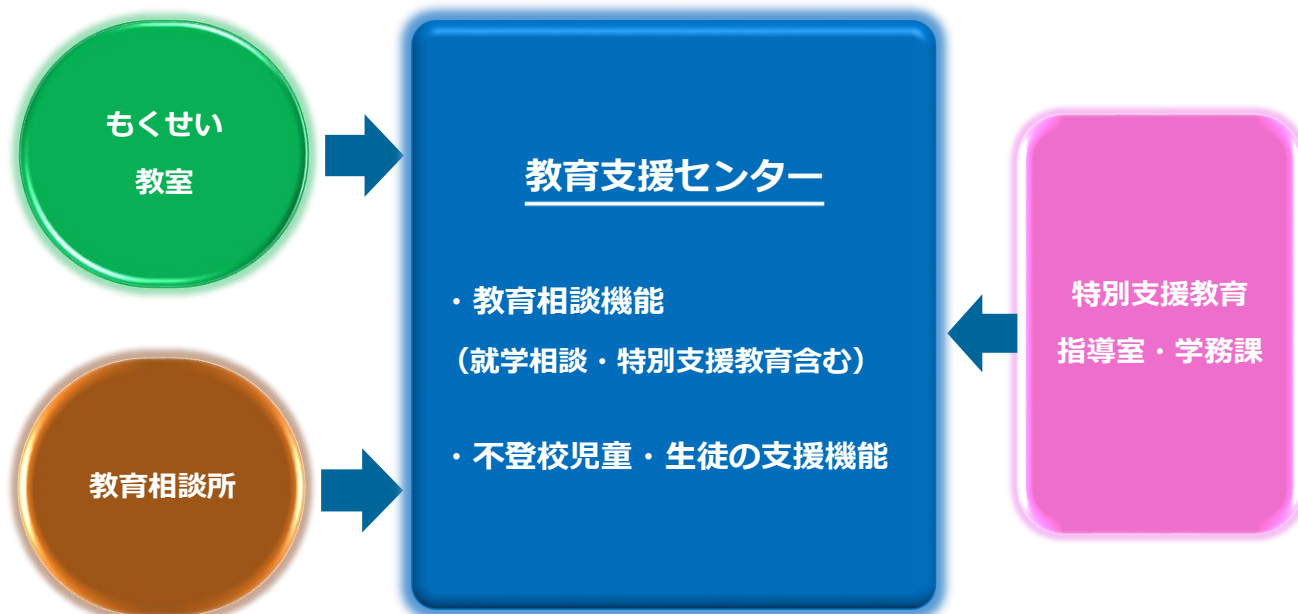 もくせい
教室
教育相談所
教育支援センター
・教育相談機能
（就学相談・特別支援教育含む）
・不登校児童・生徒の支援機能
特別支援教育
指導室・学務課